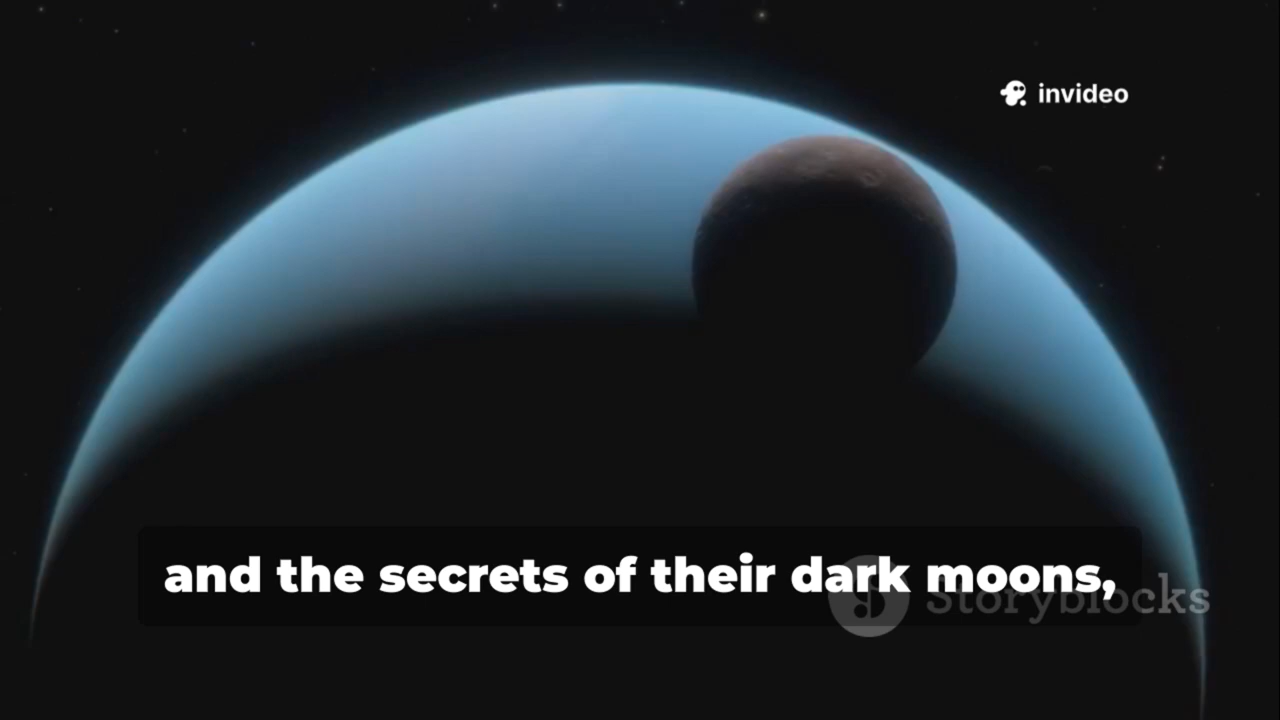 invideo
and the secrets of their dark moons,
Storyblocks